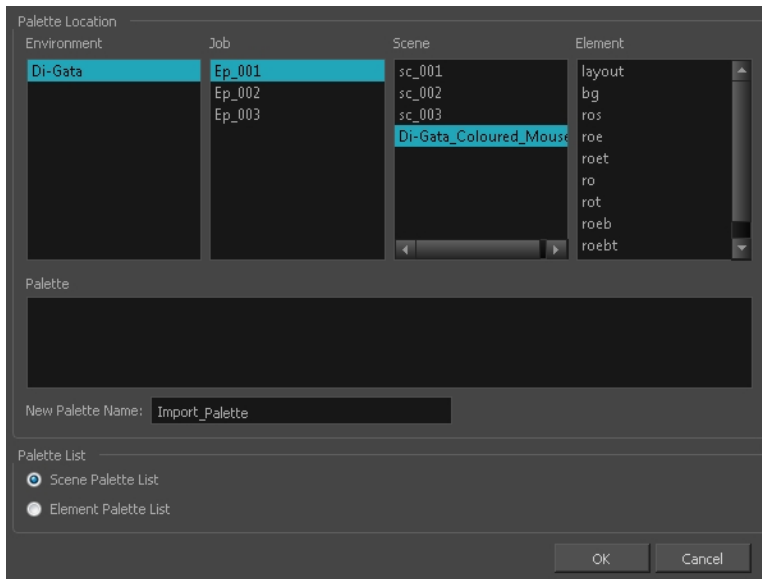 Palette Location
Environment Job Scene Element
Di-Gata Ep_001 sc_001 layout
Ep_002 sc_002 bg
Ep_003 sc_003 ros
Di-Gata_Coloured_Mouse roe
roet
ro
rot
roeb
roebt
Palette
New Palette Name: Import_Palette
Palette List
Scene Palette List
Element Palette List
OK Cancel